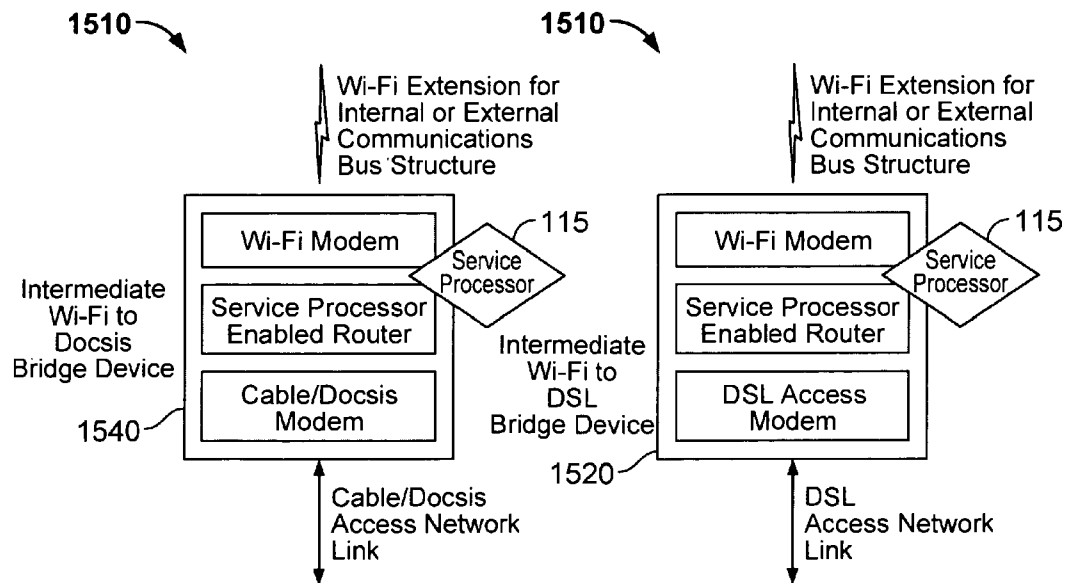 1510
Wi-Fi Extension for
Internal or External
Communications
Bus Structure
115
Wi-Fi Modem
Service
Processor
Service Processor
Enabled Router
Intermediate
Wi-Fi to
Docsis
Bridge Device
Cable/Docsis
Modem
1540
Cable/Docsis
Access Network
Link
1510
Wi-Fi Extension for
Internal or External
Communications
Bus Structure
115
Wi-Fi Modem
Service
Processor
Service Processor
Enabled Router
Intermediate
Wi-Fi to
DSL
Bridge Device
DSL Access
Modem
1520
DSL
Access Network
Link